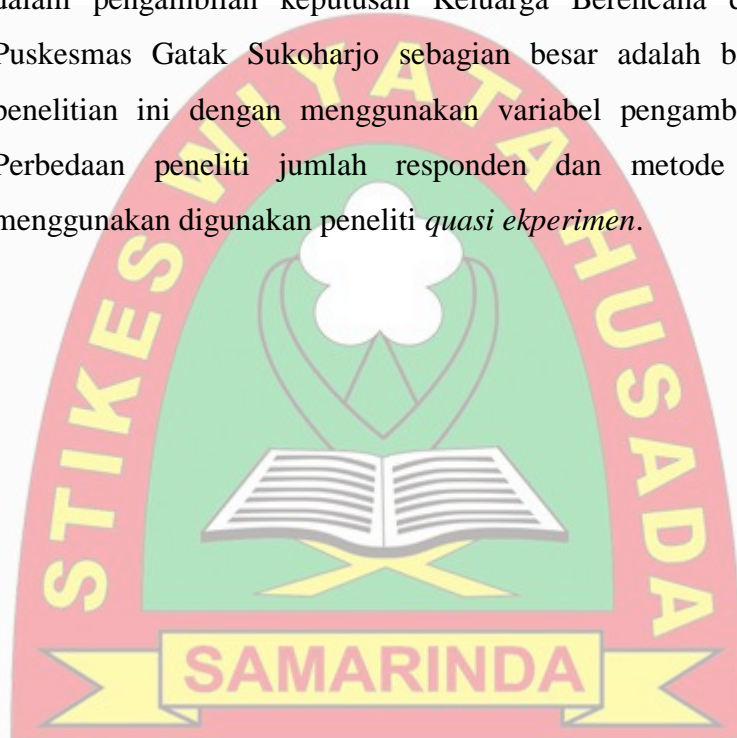 dalam pengambilan keputusan Keluarga Berencana
Puskesmas Gatak Sukoharjo sebagian besar adalah
penelitian ini dengan menggunakan variabel
Perbedaan peneliti jumlah responden dan metode
menggunakan digunakan peneliti quasi ekperimen.
STIKES WIYATA HUSADA
SAMARINDA